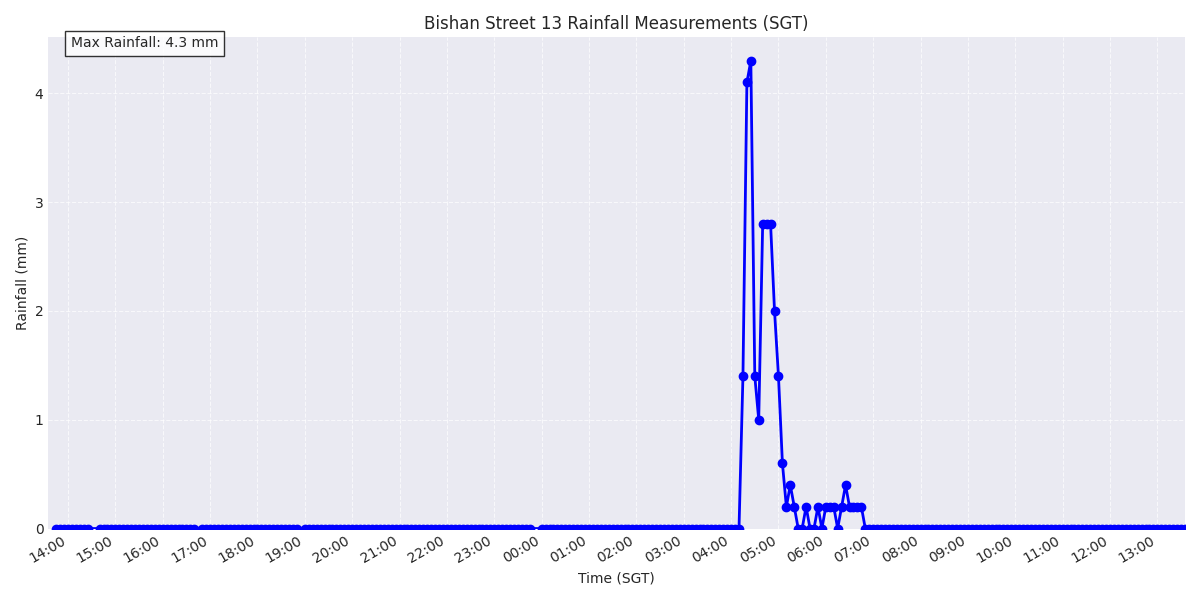 Bishan Street 13 Rainfall Measurements (SGT)
Max Rainfall: 4.3 mm
Rainfall (mm)
4
3
2
1
0
14:00 15:00 16:00 17:00 18:00 19:00 20:00 21:00 22:00 23:00 00:00 01:00 02:00 03:00 04:00 05:00 06:00 07:00 08:00 09:00 10:00 11:00 12:00 13:00
Time (SGT)